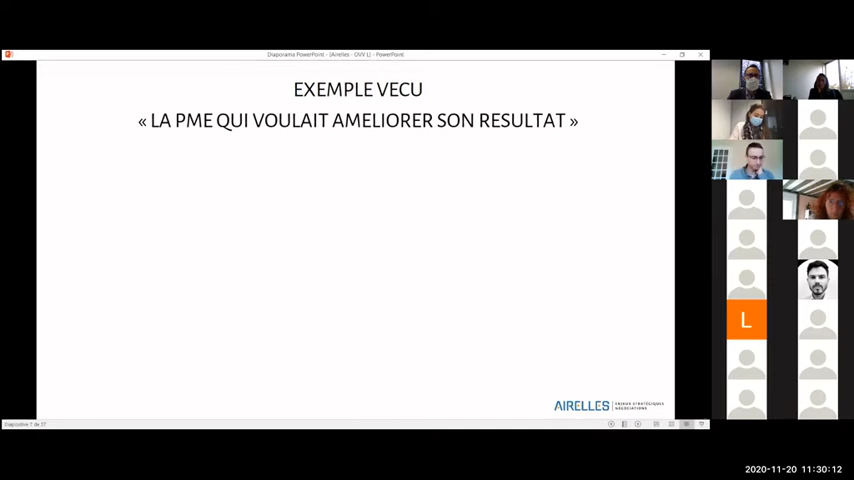 Diaporama PowerPoint - [Airelles - OVV L] - PowerPoint
EXEMPLE VECU
« LA PME QUI VOULAIT AMELIORER SON RESULTAT »
L
AIRELLES
ENJEUX STRATÉGIQUES
NÉGOCIATIONS
Diapositive 7 de 57
2020-11-20 11:30:12